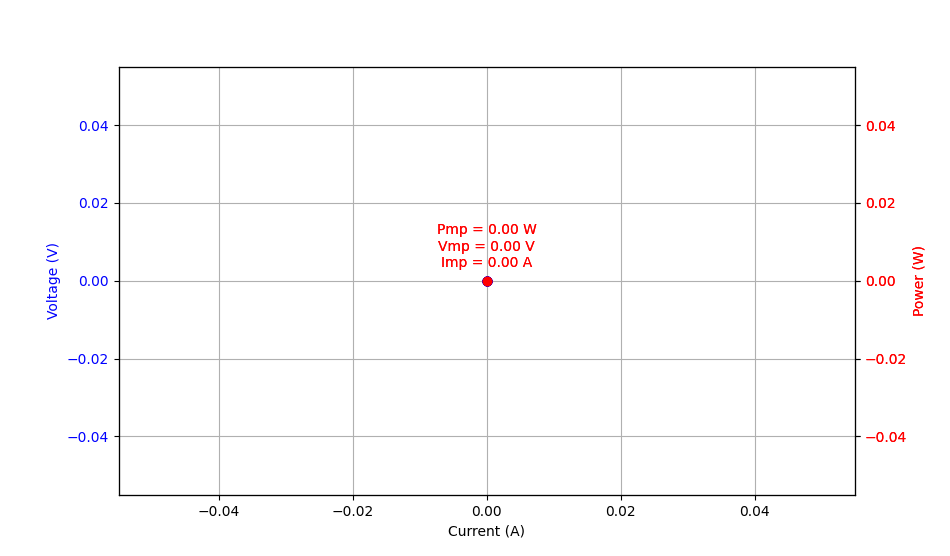 0.04
0.02
0.00
−0.02
−0.04
Voltage (V)
Pmp = 0.00 W
Vmp = 0.00 V
Imp = 0.00 A
0.04
0.02
0.00
−0.02
−0.04
Power (W)
−0.04 −0.02 0.00 0.02 0.04
Current (A)